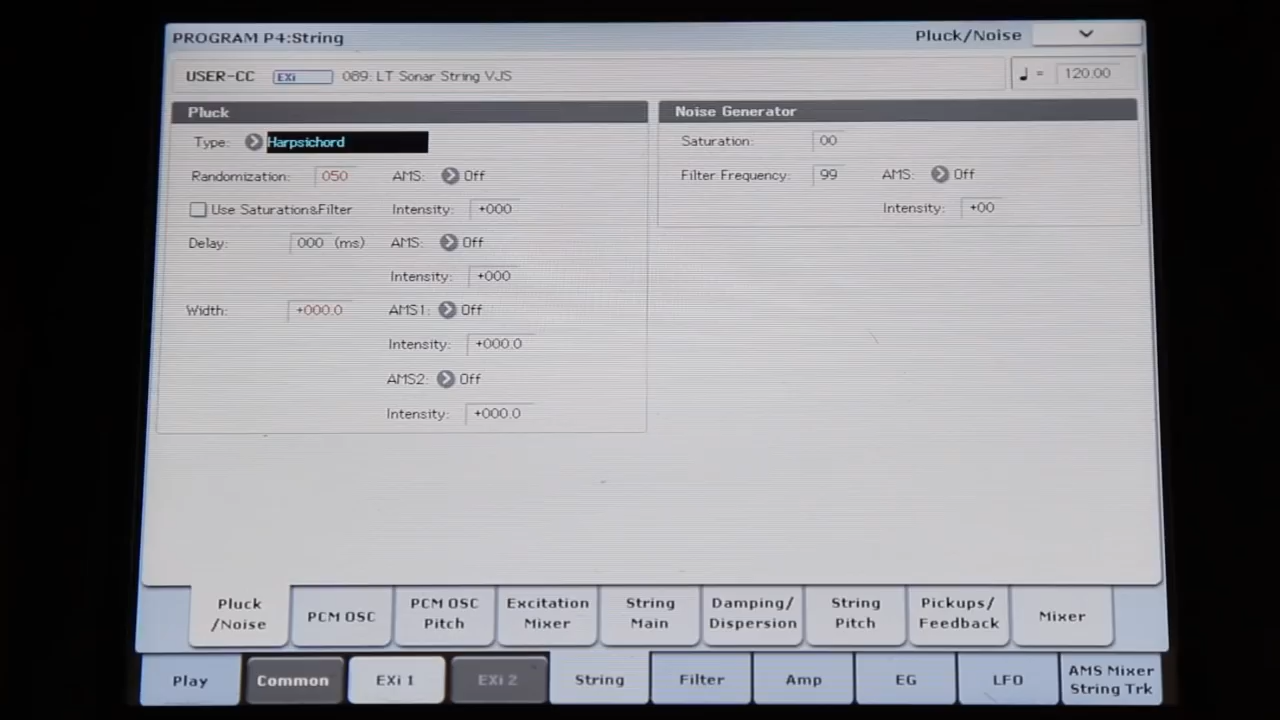 PROGRAM P4:String
Pluck/Noise
USER-CC EXi 089: LT Sonar String VJS
♩ = 120.00
Pluck
Type: Harpsichord
Randomization: 050 AMS: Off
Use Saturation&Filter Intensity: +000
Delay: 000 (ms) AMS: Off
Intensity: +000
Width: +000.0 AMS1: Off
Intensity: +000.0
AMS2: Off
Intensity: +000.0
Noise Generator
Saturation: 00
Filter Frequency: 99 AMS: Off
Intensity: +00
Pluck
/Noise
PCM OSC
PCM OSC
Pitch
Excitation
Mixer
String
Main
Damping/
Dispersion
String
Pitch
Pickups/
Feedback
Mixer
Play
Common
EXi 1
EXi 2
String
Filter
Amp
EG
LFO
AMS Mixer
String Trk